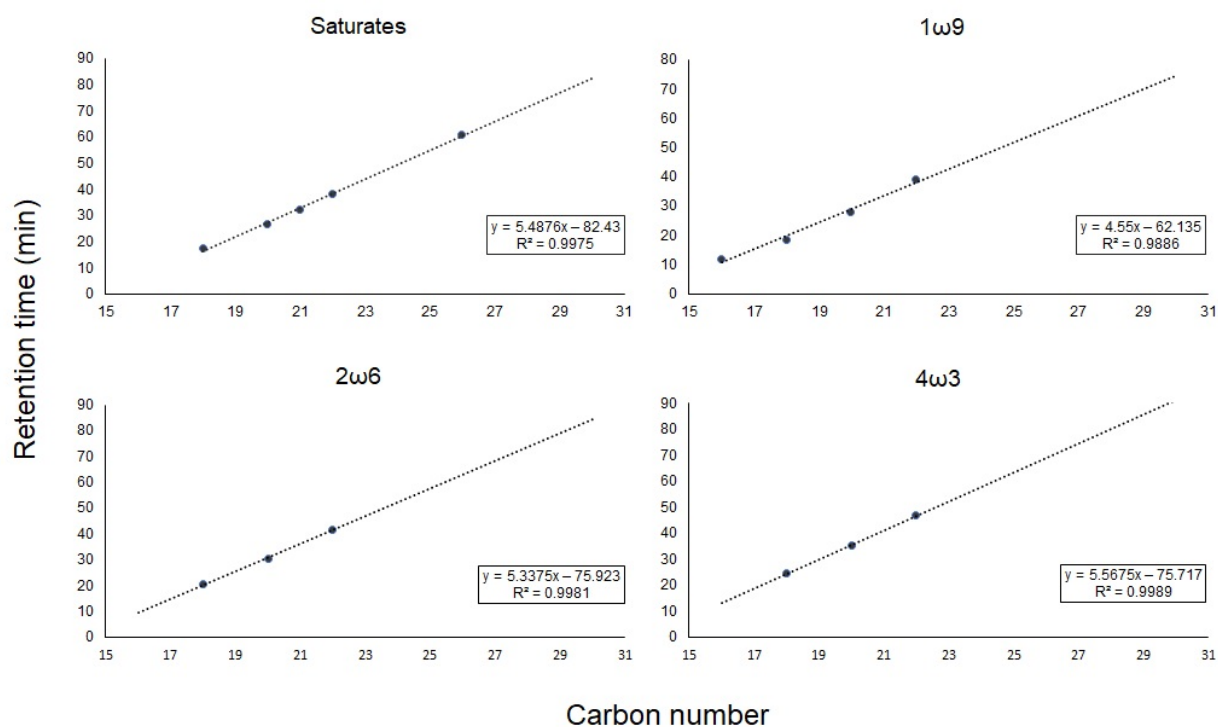 Saturates
90
80
70
60
50
40
30
20
10
0
y = 5.4876x – 82.43
R² = 0.9975
15 17 19 21 23 25 27 29 31
1ω9
80
70
60
50
40
30
20
10
0
y = 4.55x – 62.135
R² = 0.9886
15 17 19 21 23 25 27 29 31
Retention time (min)
2ω6
90
80
70
60
50
40
30
20
10
0
y = 5.3375x – 75.923
R² = 0.9981
15 17 19 21 23 25 27 29 31
4ω3
90
80
70
60
50
40
30
20
10
0
y = 5.5675x – 75.717
R² = 0.9989
15 17 19 21 23 25 27 29 31
Carbon number